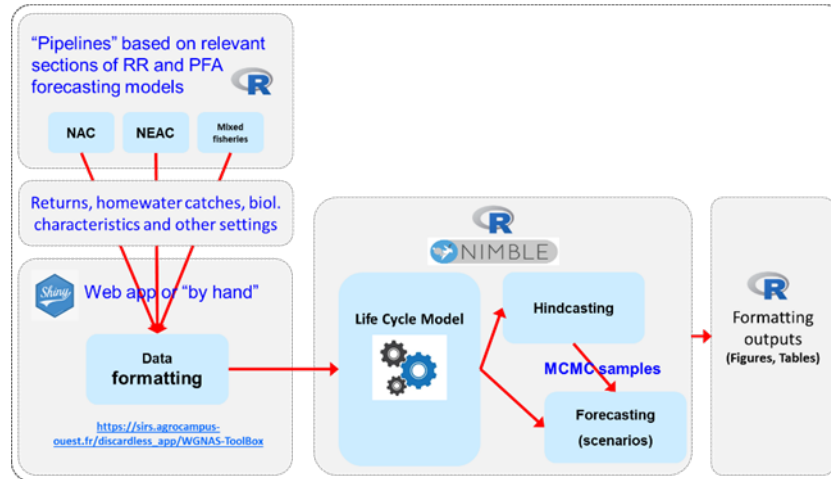 “Pipelines” based on relevant
sections of RR and PFA
forecasting models
R
NAC
NEAC
Mixed
fisheries
Returns, homewater catches, biol.
characteristics and other settings
Shiny
Web app or “by hand”
Data
formatting
https://sirs.agrocampus-
ouest.fr/discardless_app/WGNAS-ToolBox
R
NIMBLE
Life Cycle Model
Hindcasting
MCMC samples
Forecasting
(scenarios)
R
Formatting
outputs
(Figures, Tables)